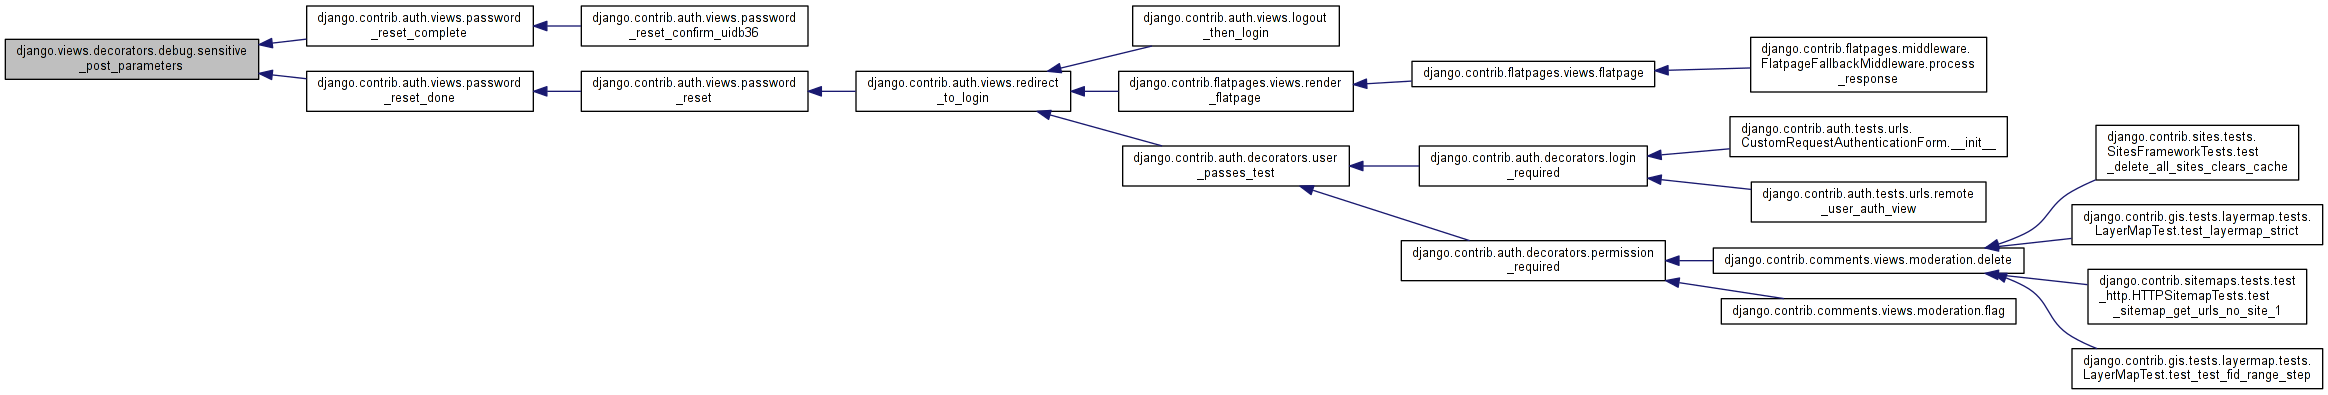 django.views.decorators.debug.sensitive
_post_parameters
django.contrib.auth.views.password
_reset_complete
django.contrib.auth.views.password
_reset_confirm_uidb36
django.contrib.auth.views.password
_reset_done
django.contrib.auth.views.password
_reset
django.contrib.auth.views.redirect
_to_login
django.contrib.auth.views.logout
_then_login
django.contrib.flatpages.views.render
_flatpage
django.contrib.flatpages.views.flatpage
django.contrib.flatpages.middleware.
FlatpageFallbackMiddleware.process
_response
django.contrib.auth.decorators.user
_passes_test
django.contrib.auth.decorators.login
_required
django.contrib.auth.tests.urls.
CustomRequestAuthenticationForm.__init__
django.contrib.auth.tests.urls.remote
_user_auth_view
django.contrib.auth.decorators.permission
_required
django.contrib.comments.views.moderation.delete
django.contrib.comments.views.moderation.flag
django.contrib.sites.tests.
SitesFrameworkTests.test
_delete_all_sites_clears_cache
django.contrib.gis.tests.layermap.tests.
LayerMapTest.test_layermap_strict
django.contrib.sitemaps.tests.test
_http.HTTPSitemapTests.test
_sitemap_get_urls_no_site_1
django.contrib.gis.tests.layermap.tests.
LayerMapTest.test_test_fid_range_step